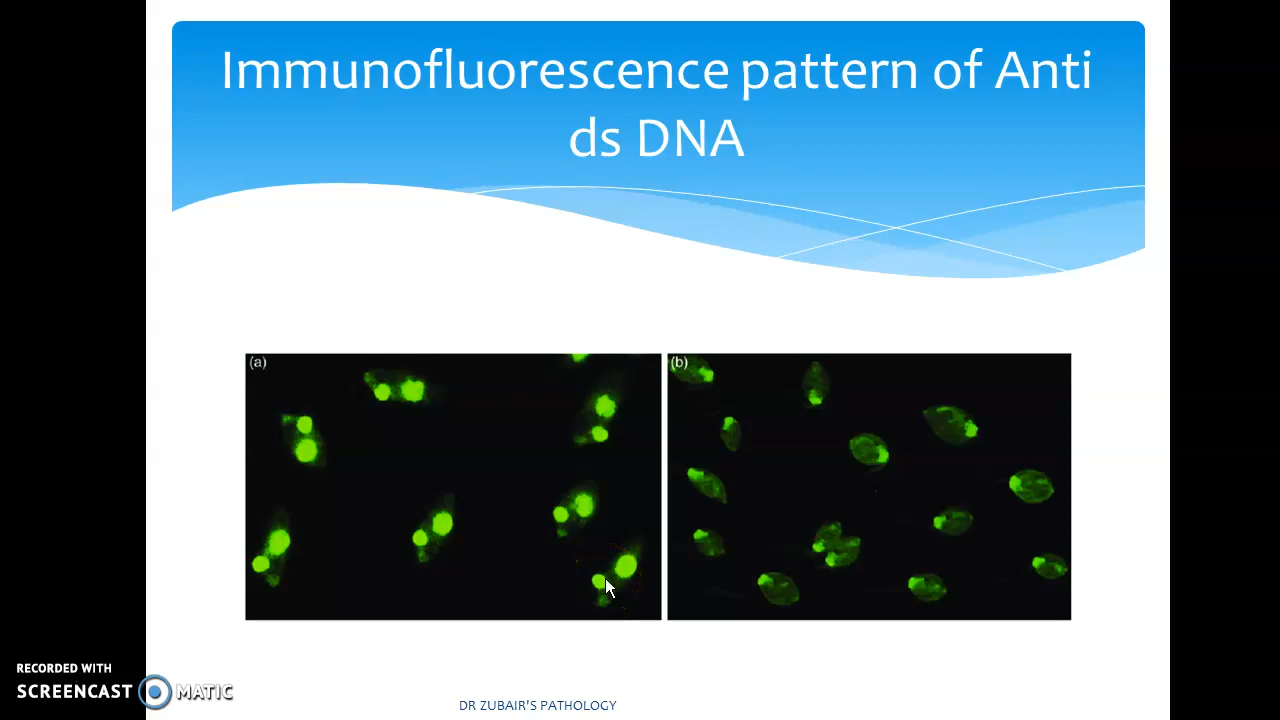 Immunofluorescence pattern of Anti
ds DNA
(a)
(b)
RECORDED WITH
SCREENCAST MATIC
DR ZUBAIR'S PATHOLOGY